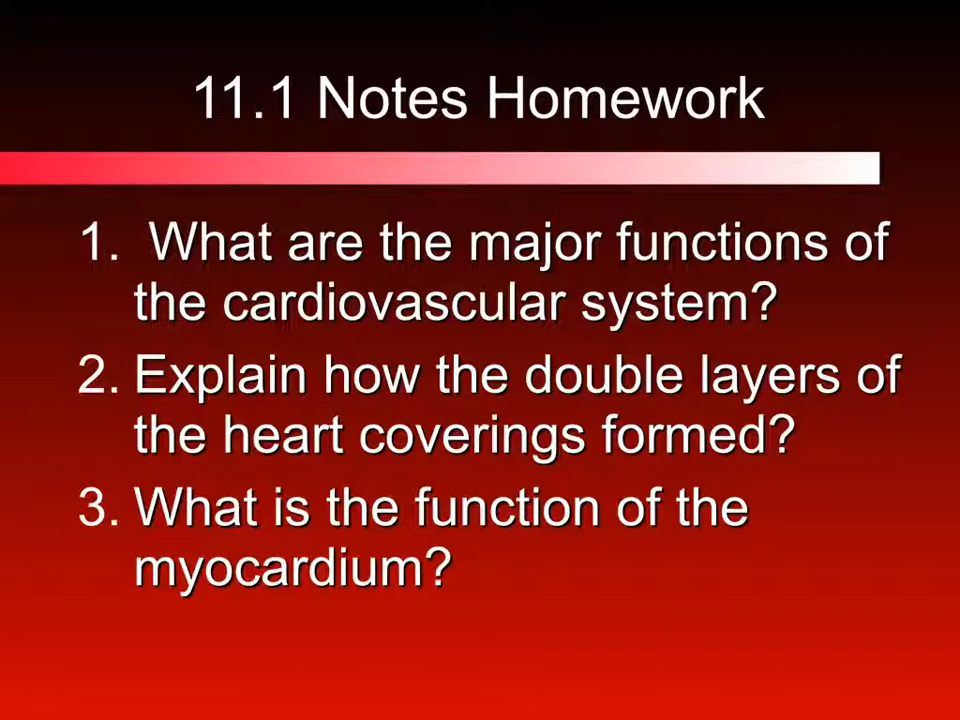 11.1 Notes Homework
1. What are the major functions of
the cardiovascular system?
2. Explain how the double layers of
the heart coverings formed?
3. What is the function of the
myocardium?